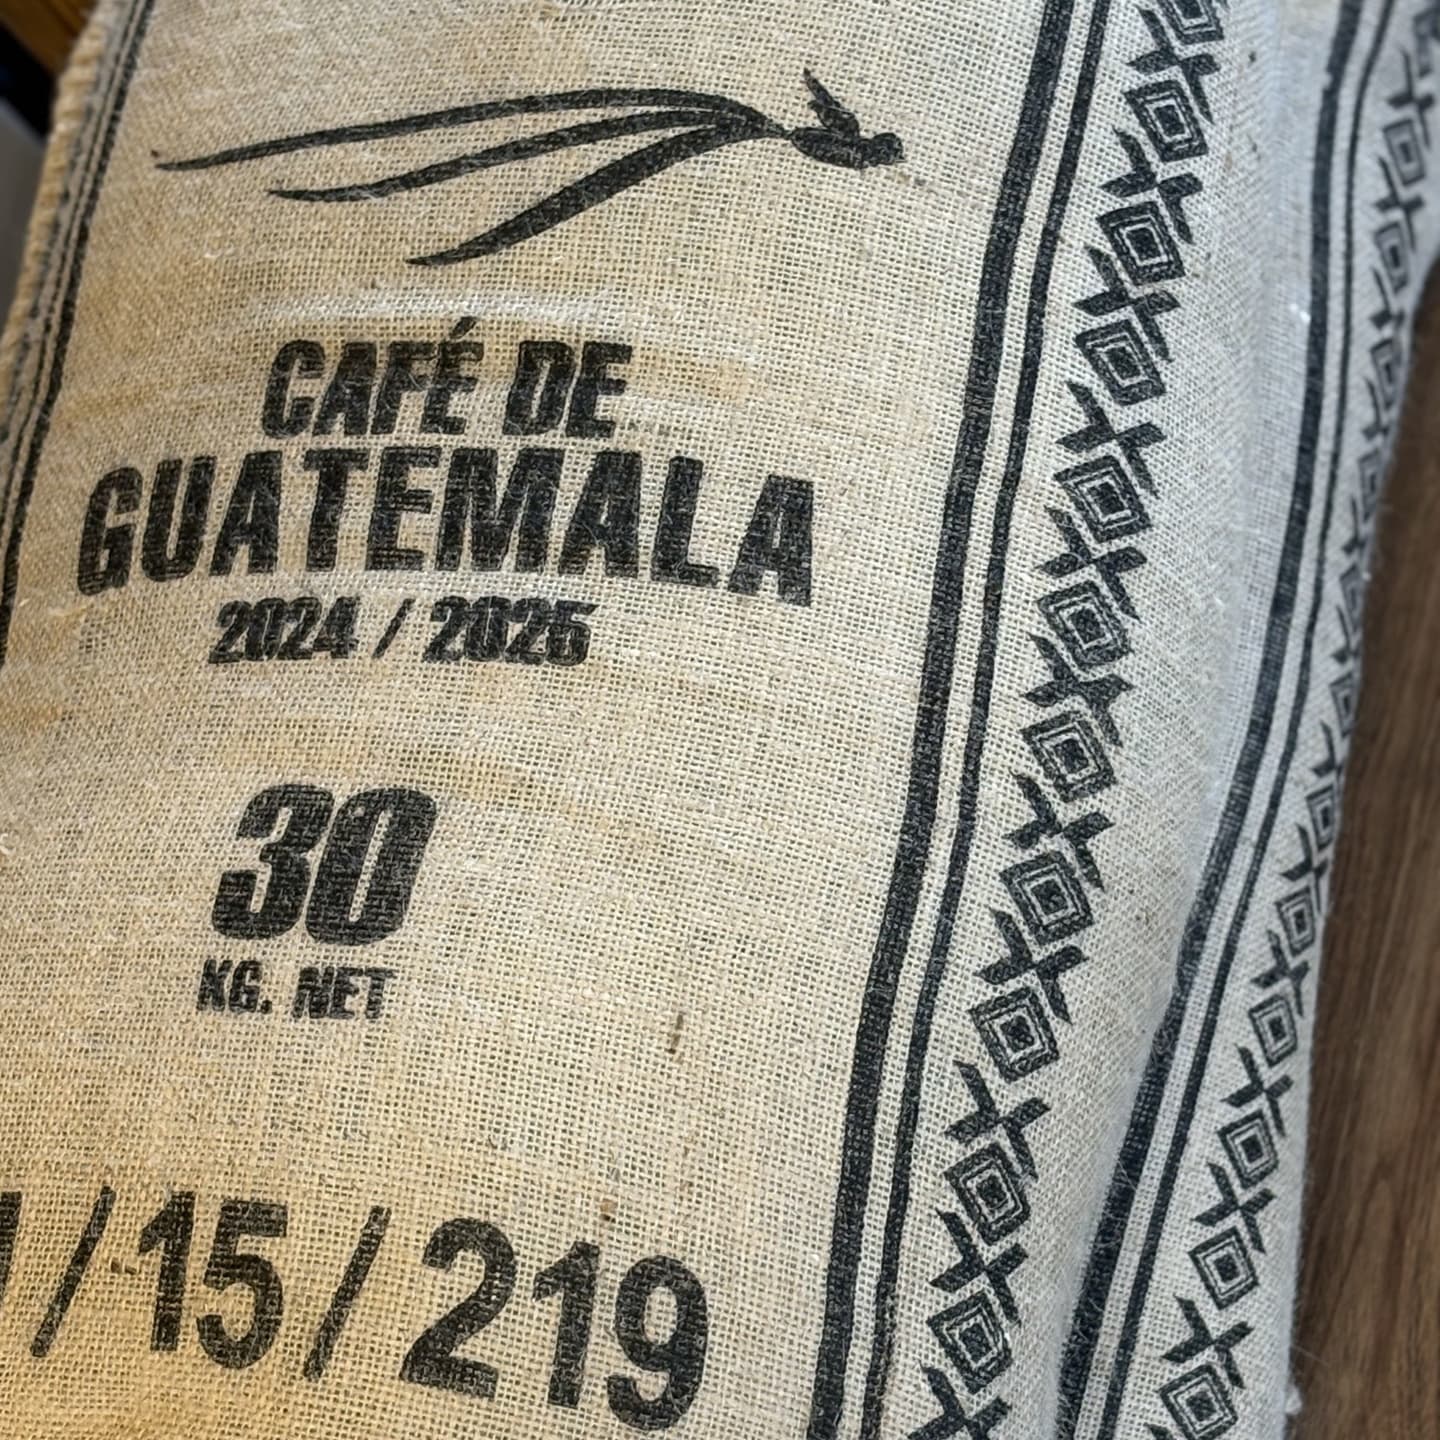 CAFÉ DE
GUATEMALA
2024 / 2025
30
KG. NET
/ 15 / 219